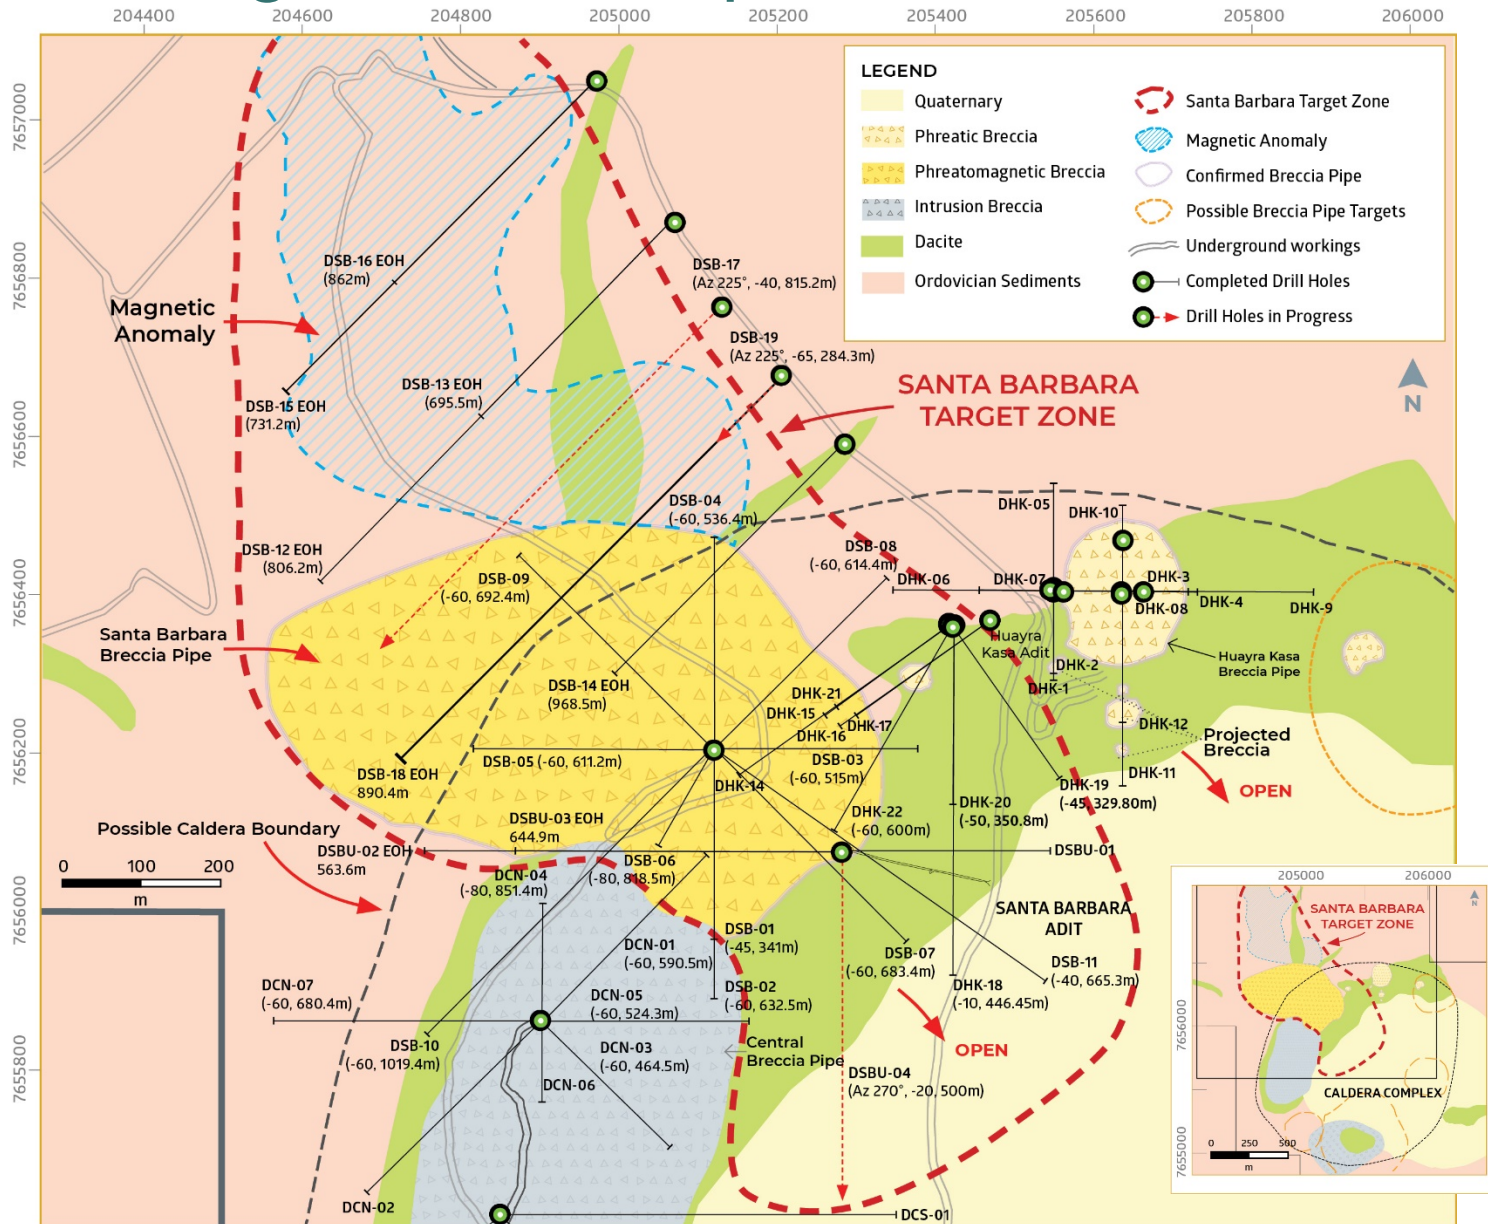 204400
204600
204800
205000
205200
205400
205600
205800
206000
7657000
7656800
7656600
7656400
7656200
7656000
7655800
LEGEND
Quaternary
Phreatic Breccia
Phreatomagnetic Breccia
Intrusion Breccia
Dacite
Ordovician Sediments
Santa Barbara Target Zone
Magnetic Anomaly
Confirmed Breccia Pipe
Possible Breccia Pipe Targets
Underground workings
Completed Drill Holes
Drill Holes in Progress
N
DSB-16 EOH
(862m)
Magnetic
Anomaly
DSB-17
(Az 225°, -40, 815.2m)
DSB-19
(Az 225°, -65, 284.3m)
DSB-13 EOH
(695.5m)
DSB-15 EOH
(731.2m)
SANTA BARBARA
TARGET ZONE
DSB-04
(-60, 536.4m)
DHK-05
DHK-10
DSB-12 EOH
(806.2m)
DSB-08
(-60, 614.4m)
DSB-09
(-60, 692.4m)
DHK-06
DHK-07
DHK-3
DHK-08
DHK-4
DHK-9
Santa Barbara
Breccia Pipe
Huayra
Kasa Adit
Huayra Kasa
Breccia Pipe
DHK-2
DHK-1
DSB-14 EOH
(968.5m)
DHK-21
DHK-15
DHK-17
DHK-16
DHK-12
Projected
Breccia
DSB-05 (-60, 611.2m)
DSB-03
(-60, 515m)
DHK-11
DSB-18 EOH
890.4m
DHK-14
DHK-19
(-45, 329.80m)
OPEN
DHK-20
(-50, 350.8m)
DHK-22
(-60, 600m)
DSBU-03 EOH
644.9m
Possible Caldera Boundary
DSBU-02 EOH
563.6m
DSBU-01
DSB-06
(-80, 818.5m)
DCN-04
(-80, 851.4m)
0
100
200
m
SANTA BARBARA
ADIT
DSB-01
(-45, 341m)
DCN-01
(-60, 590.5m)
DSB-07
(-60, 683.4m)
DSB-11
(-40, 665.3m)
DCN-07
(-60, 680.4m)
DSB-02
(-60, 632.5m)
DHK-18
(-10, 446.45m)
DCN-05
(-60, 524.3m)
DSB-10
(-60, 1019.4m)
DCN-03
(-60, 464.5m)
Central
Breccia Pipe
OPEN
DCN-06
DSBU-04
(Az 270°, -20, 500m)
DCN-02
DCS-01
205000
206000
N
SANTA BARBARA
TARGET ZONE
7656000
7655000
CALDERA COMPLEX
0
250
500
m